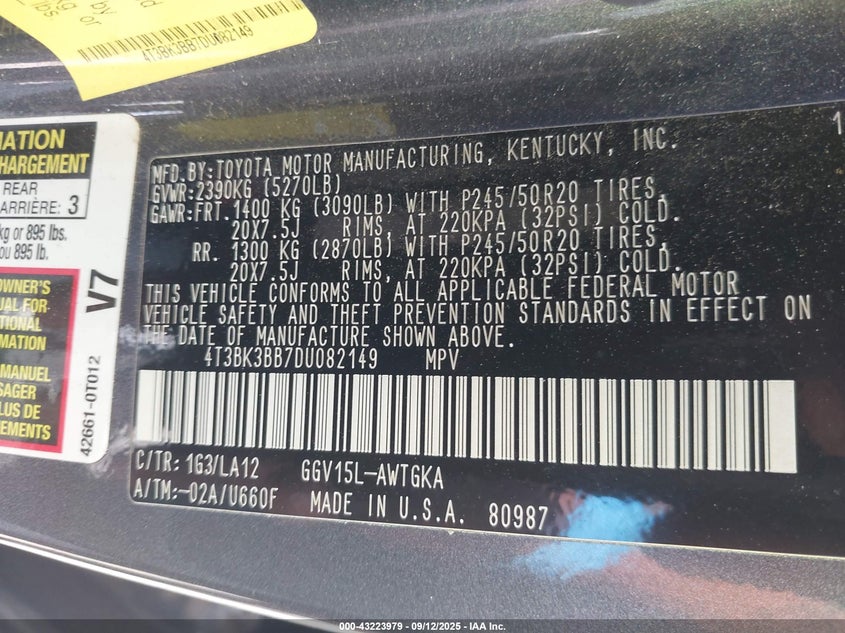 4T3BK3BB7DU082149
MATION
CHARGEMENT
REAR
ARRIÈRE: 3
kg or 895 lbs.
ou 895 lb.
OWNER'S
UAL FOR
TIONAL
RMATION
MANUEL
SAGER
LUS DE
EMENTS
V7
42661-0T012
1
MFD.BY:TOYOTA MOTOR MANUFACTURING, KENTUCKY, INC.
GVWR:2390KG (5270LB)
GAWR:FRT. 1400 KG (3090LB) WITH P245/50R20 TIRES,
20X7.5J RIMS, AT 220KPA (32PSI) COLD.
RR. 1300 KG (2870LB) WITH P245/50R20 TIRES,
20X7.5J RIMS, AT 220KPA (32PSI) COLD.
THIS VEHICLE CONFORMS TO ALL APPLICABLE FEDERAL MOTOR
VEHICLE SAFETY AND THEFT PREVENTION STANDARDS IN EFFECT ON
THE DATE OF MANUFACTURE SHOWN ABOVE.
4T3BK3BB7DU082149 MPV
C/TR: 1G3/LA12 GGV15L-AWTGKA
A/TM:-02A/U660F MADE IN U.S.A. 80987
000-43223979 - 09/12/2025 - IAA Inc.